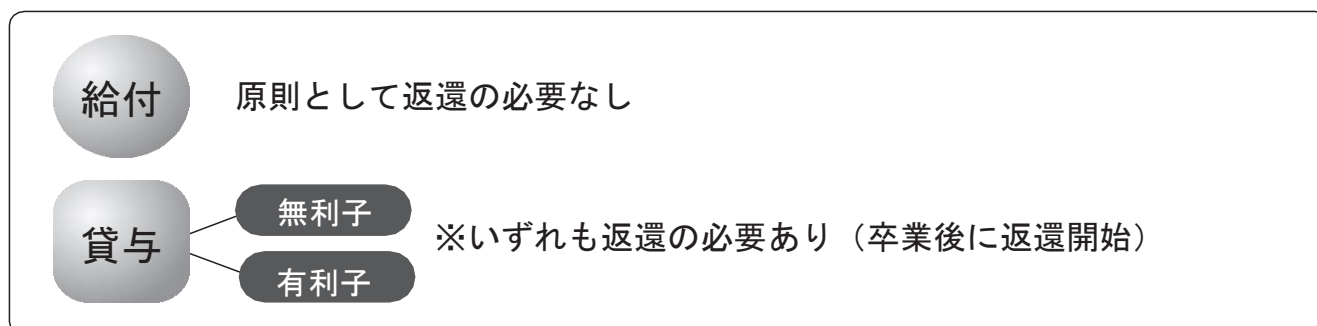 給付 原則として返還の必要なし
無利子
貸与 ※いずれも返還の必要あり（卒業後に返還開始）
有利子